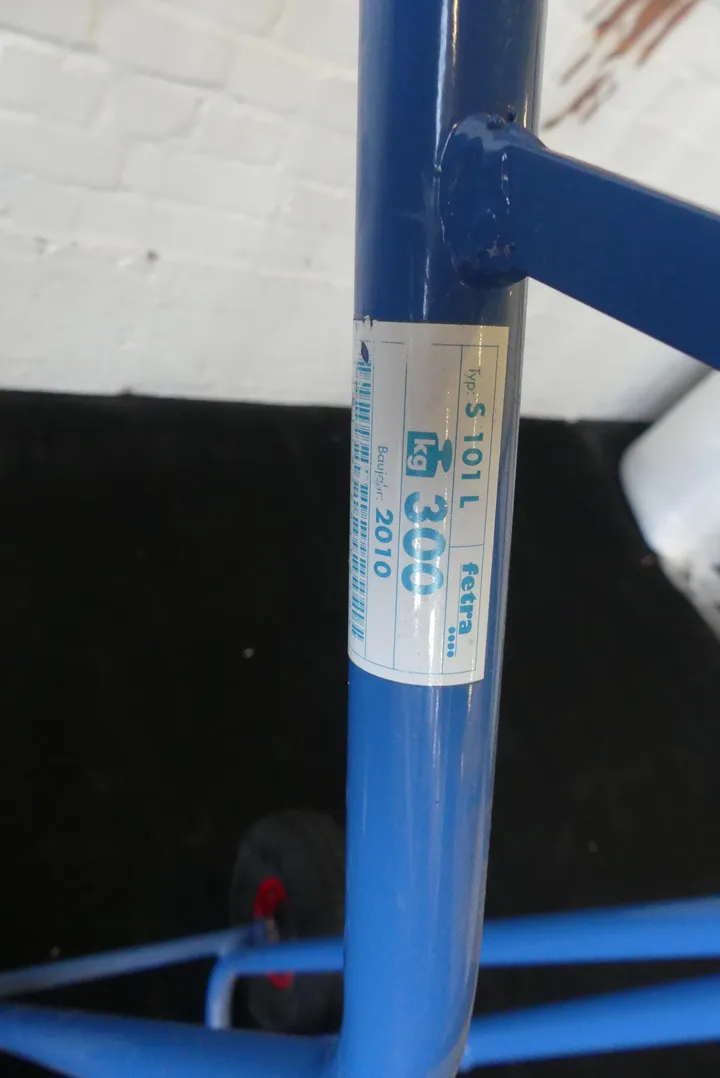 Typ: S 101 L
fetra
kg 300
Baujahr: 2010